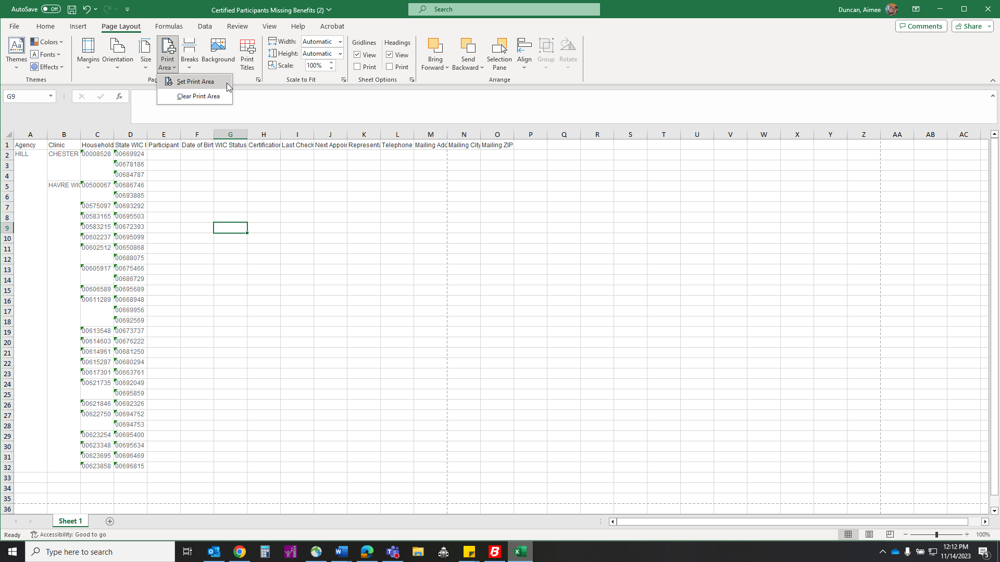 AutoSave Off Certified Participants Missing Benefits (2) Search Duncan, Aimee
File Home Insert Page Layout Formulas Data Review View Help Acrobat Comments Share
Themes Colors Fonts Effects Themes
Margins Orientation Size Print Area Breaks Background Print Titles
Pag
Set Print Area
Clear Print Area
Width: Automatic
Height: Automatic
Scale: 100%
Scale to Fit
Gridlines Headings
View View
Print Print
Sheet Options
Bring Forward Send Backward Selection Pane Align Group Rotate
Arrange
G9 fx
A B C D E F G H I J K L M N O P Q R S T U V W X Y Z AA AB AC
1 Agency Clinic Household State WIC I Participant Date of Birt WIC Status Certification Last Check Next Appoin Representa Telephone Mailing Add Mailing City Mailing ZIP
2 HILL CHESTER 00008528 00669924
3 00678186
4 00684787
5 HAVRE WIC 00500067 00686746
6 00693885
7 00575097 00693292
8 00583165 00695503
9 00583215 00672393
10 00602237 00695099
11 00602512 00650868
12 00688075
13 00605917 00675466
14 00686729
15 00606589 00695689
16 00611289 00668948
17 00669956
18 00692569
19 00613548 00673737
20 00614603 00676222
21 00614961 00681250
22 00615287 00680294
23 00617301 00663761
24 00621735 00692049
25 00695859
26 00621846 00692326
27 00622750 00694752
28 00694753
29 00623254 00695400
30 00623348 00695634
31 00623695 00696469
32 00623858 00696815
33
34
35
36
Sheet 1
Ready Accessibility: Good to go 100%
Type here to search 12:12 PM
11/14/2023 5